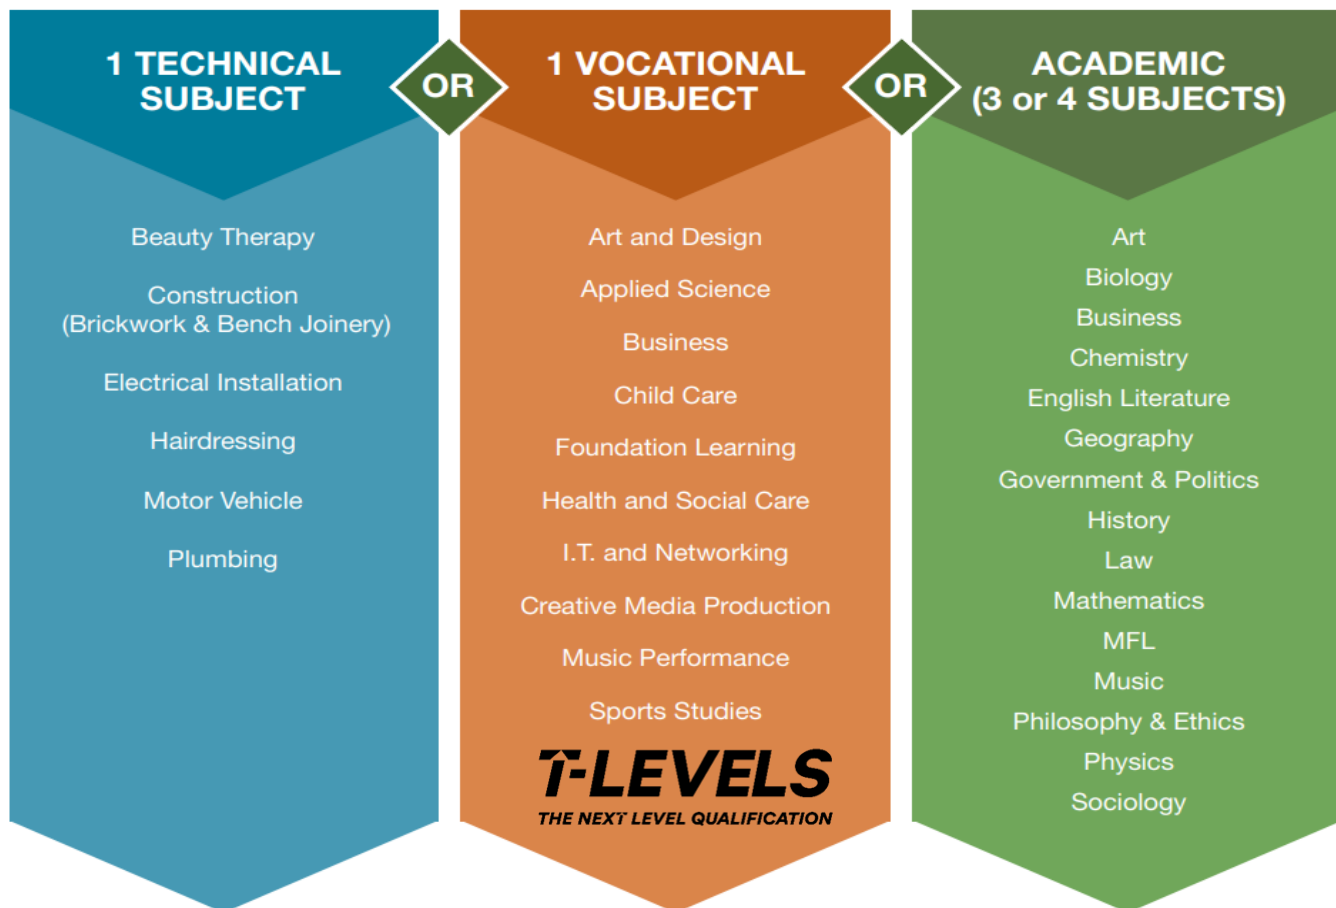 1 TECHNICAL
SUBJECT
Beauty Therapy
Construction
(Brickwork & Bench Joinery)
Electrical Installation
Hairdressing
Motor Vehicle
Plumbing
OR
1 VOCATIONAL
SUBJECT
Art and Design
Applied Science
Business
Child Care
Foundation Learning
Health and Social Care
I.T. and Networking
Creative Media Production
Music Performance
Sports Studies
T-LEVELS
THE NEXT LEVEL QUALIFICATION
OR
ACADEMIC
(3 or 4 SUBJECTS)
Art
Biology
Business
Chemistry
English Literature
Geography
Government & Politics
History
Law
Mathematics
MFL
Music
Philosophy & Ethics
Physics
Sociology